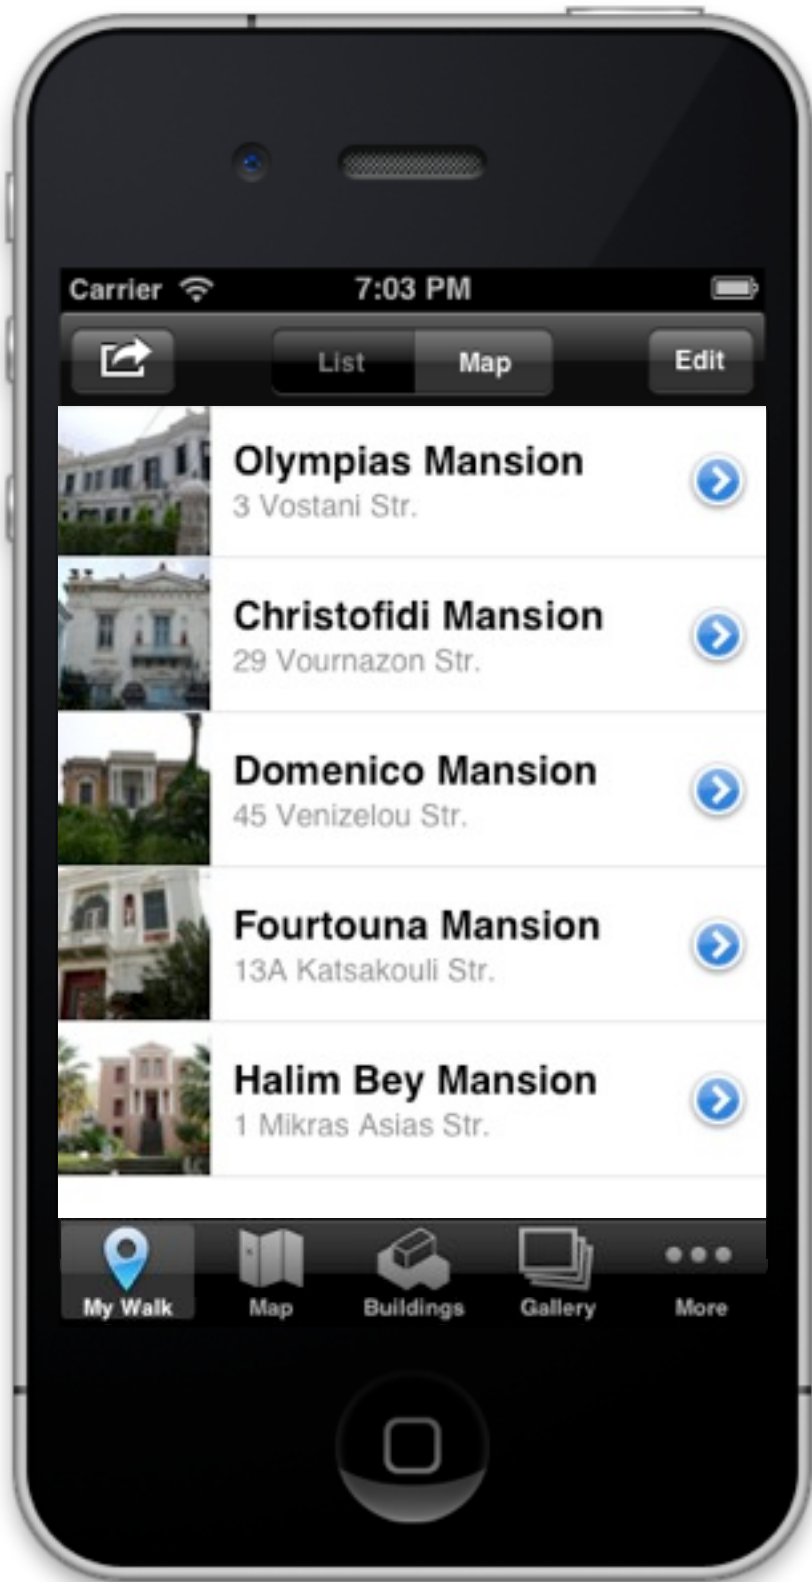 Carrier 7:03 PM
List Map Edit
Olympias Mansion
3 Vostani Str.
Christofidi Mansion
29 Vournazon Str.
Domenico Mansion
45 Venizelou Str.
Fourtouna Mansion
13A Katsakouli Str.
Halim Bey Mansion
1 Mikras Asias Str.
My Walk Map Buildings Gallery More